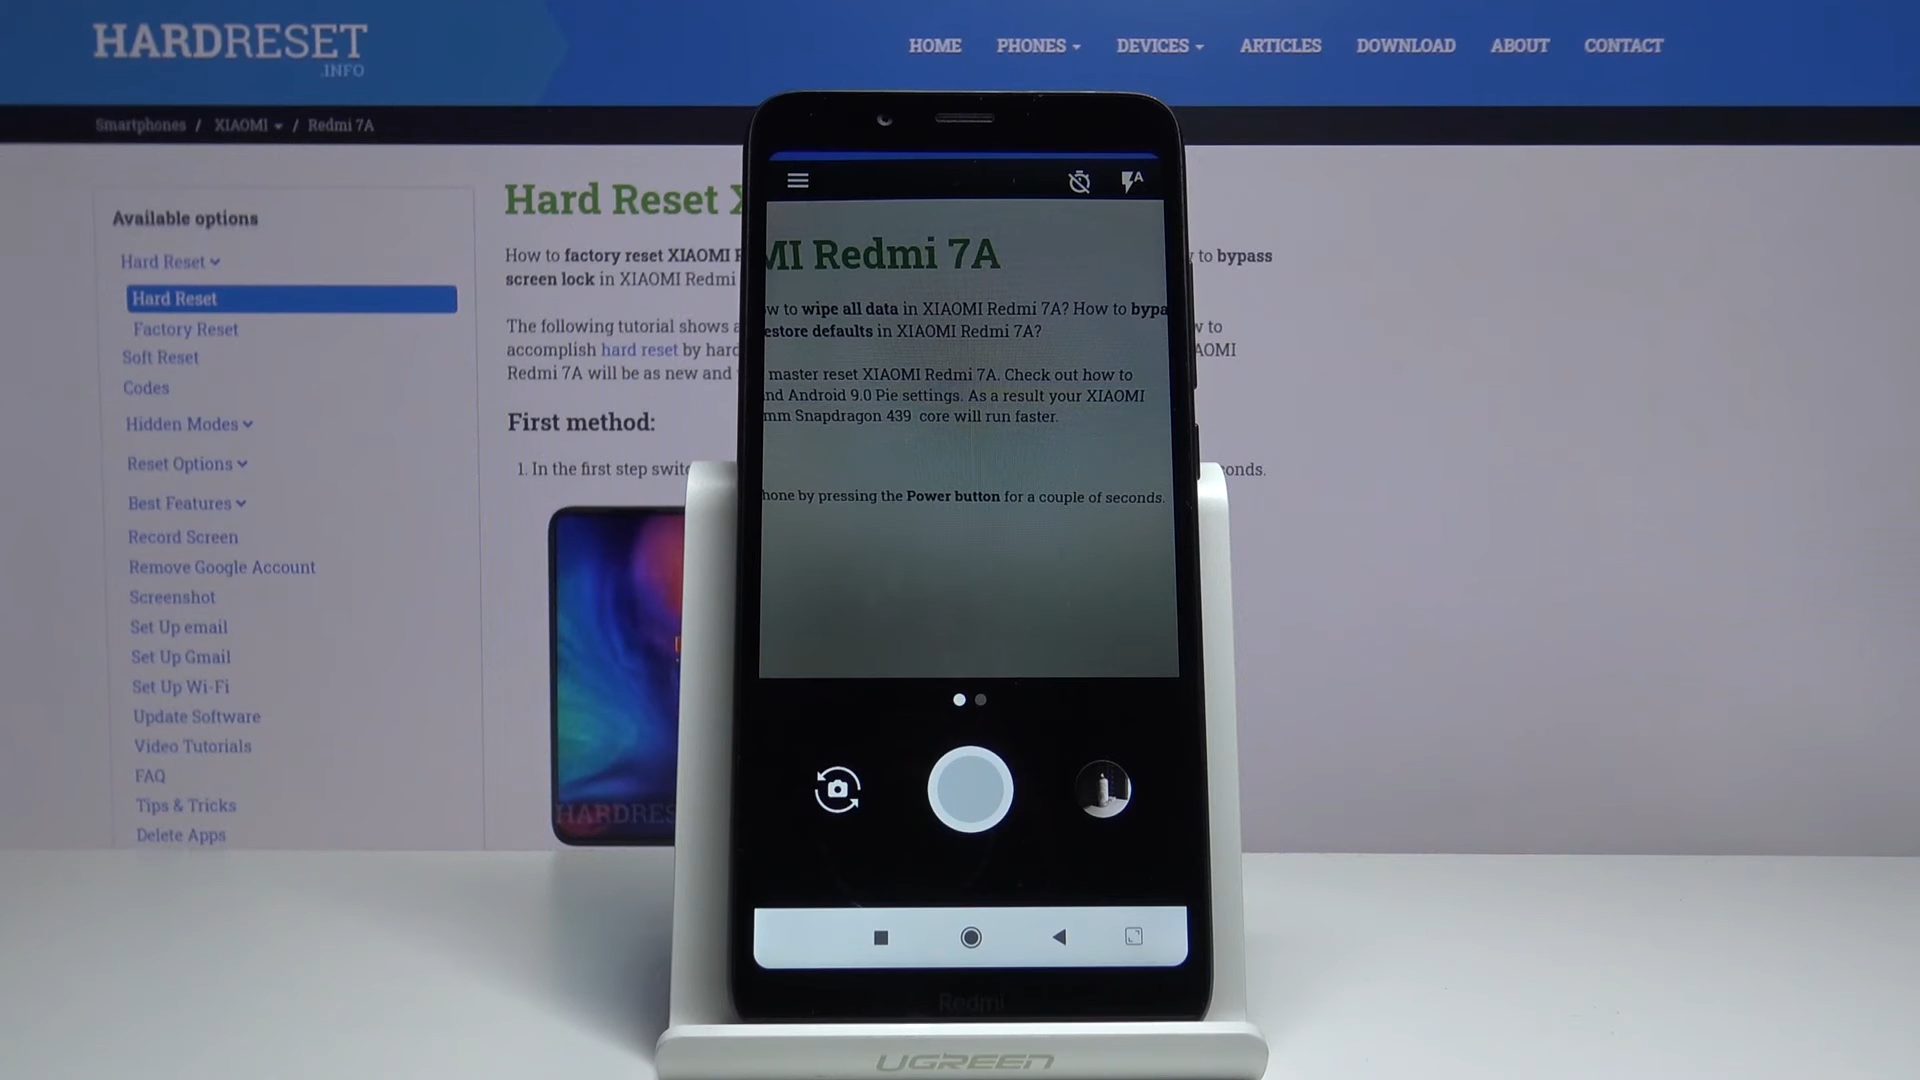 HARDRESET
.INFO
HOME PHONES DEVICES ARTICLES DOWNLOAD ABOUT CONTACT
Smartphones / XIAOMI / Redmi 7A
Available options
Hard Reset
Hard Reset
Factory Reset
Soft Reset
Codes
Hidden Modes
Reset Options
Best Features
Record Screen
Remove Google Account
Screenshot
Set Up email
Set Up Gmail
Set Up Wi-Fi
Update Software
Video Tutorials
FAQ
Tips & Tricks
Delete Apps
Hard Reset
How to factory reset XIAOMI
to bypass
screen lock in XIAOMI Redmi
The following tutorial shows
to
accomplish hard reset by
Redmi 7A will be as new and
First method:
1. In the first step
HARDRES
MI Redmi 7A
to wipe all data in XIAOMI Redmi 7A? How to bypa
estore defaults in XIAOMI Redmi 7A?
master reset XIAOMI Redmi 7A. Check out how to
nd Android 9.0 Pie settings. As a result your XIAOMI
mm Snapdragon 439 core will run faster.
hone by pressing the Power button for a couple of seconds.
A
Redmi
UGREEN